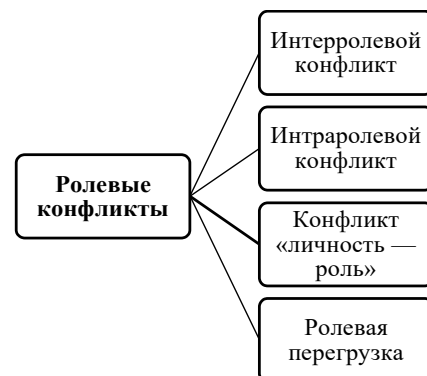 Ролевые
конфликты
Интерролевой
конфликт
Интраролевой
конфликт
Конфликт
«личность —
роль»
Ролевая
перегрузка